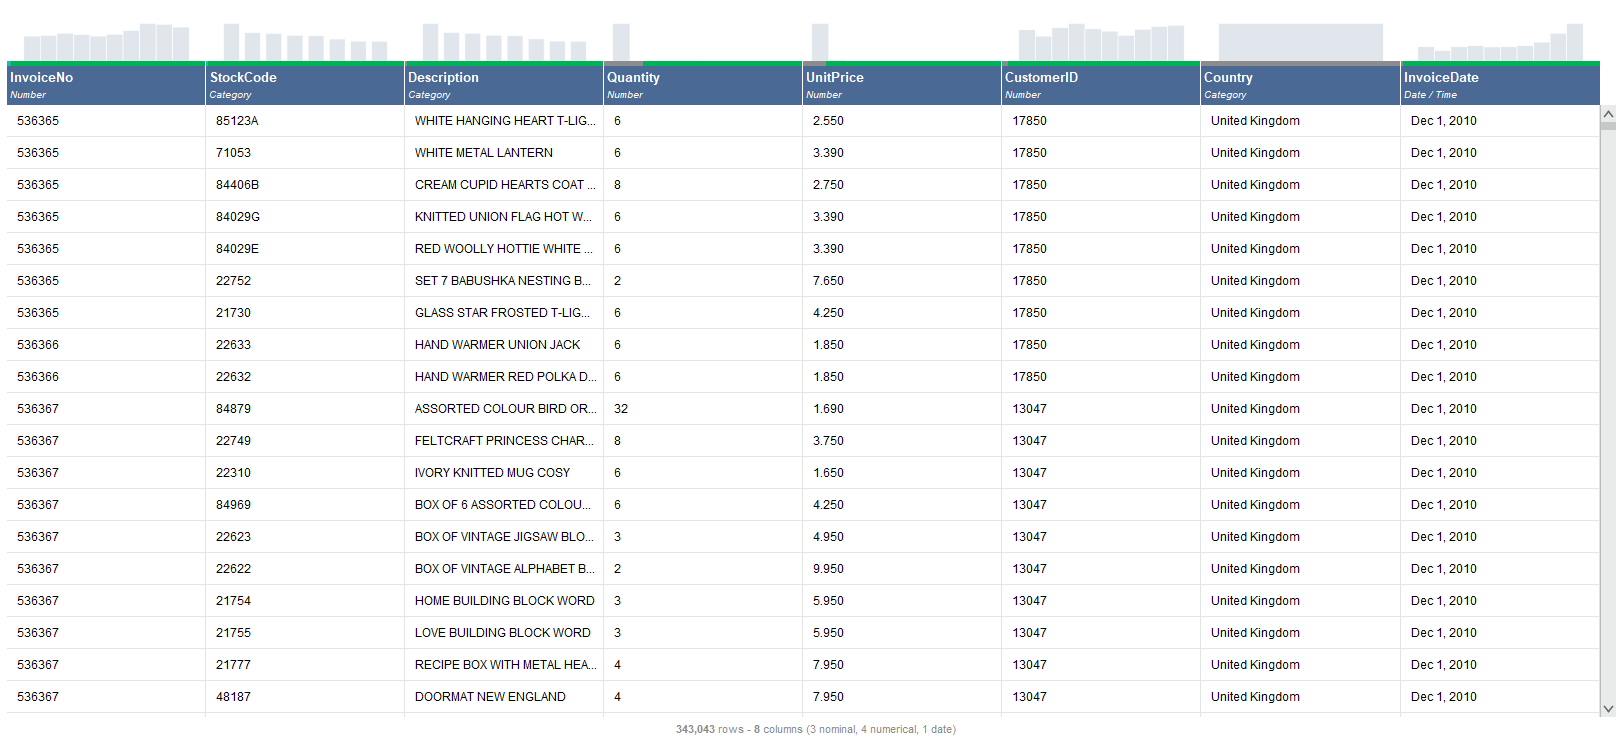 InvoiceNo StockCode Description Quantity UnitPrice CustomerID Country InvoiceDate
Number Category Category Number Number Number Category Date / Time
536365 85123A WHITE HANGING HEART T-LIG... 6 2.550 17850 United Kingdom Dec 1, 2010
536365 71053 WHITE METAL LANTERN 6 3.390 17850 United Kingdom Dec 1, 2010
536365 84406B CREAM CUPID HEARTS COAT ... 8 2.750 17850 United Kingdom Dec 1, 2010
536365 84029G KNITTED UNION FLAG HOT W... 6 3.390 17850 United Kingdom Dec 1, 2010
536365 84029E RED WOOLLY HOTTIE WHITE ... 6 3.390 17850 United Kingdom Dec 1, 2010
536365 22752 SET 7 BABUSHKA NESTING B... 2 7.650 17850 United Kingdom Dec 1, 2010
536365 21730 GLASS STAR FROSTED T-LIG... 6 4.250 17850 United Kingdom Dec 1, 2010
536366 22633 HAND WARMER UNION JACK 6 1.850 17850 United Kingdom Dec 1, 2010
536366 22632 HAND WARMER RED POLKA D... 6 1.850 17850 United Kingdom Dec 1, 2010
536367 84879 ASSORTED COLOUR BIRD OR... 32 1.690 13047 United Kingdom Dec 1, 2010
536367 22749 FELTCRAFT PRINCESS CHAR... 8 3.750 13047 United Kingdom Dec 1, 2010
536367 22310 IVORY KNITTED MUG COSY 6 1.650 13047 United Kingdom Dec 1, 2010
536367 84969 BOX OF 6 ASSORTED COLOU... 6 4.250 13047 United Kingdom Dec 1, 2010
536367 22623 BOX OF VINTAGE JIGSAW BLO... 3 4.950 13047 United Kingdom Dec 1, 2010
536367 22622 BOX OF VINTAGE ALPHABET B... 2 9.950 13047 United Kingdom Dec 1, 2010
536367 21754 HOME BUILDING BLOCK WORD 3 5.950 13047 United Kingdom Dec 1, 2010
536367 21755 LOVE BUILDING BLOCK WORD 3 5.950 13047 United Kingdom Dec 1, 2010
536367 21777 RECIPE BOX WITH METAL HEA... 4 7.950 13047 United Kingdom Dec 1, 2010
536367 48187 DOORMAT NEW ENGLAND 4 7.950 13047 United Kingdom Dec 1, 2010
343,043 rows - 8 columns (3 nominal, 4 numerical, 1 date)